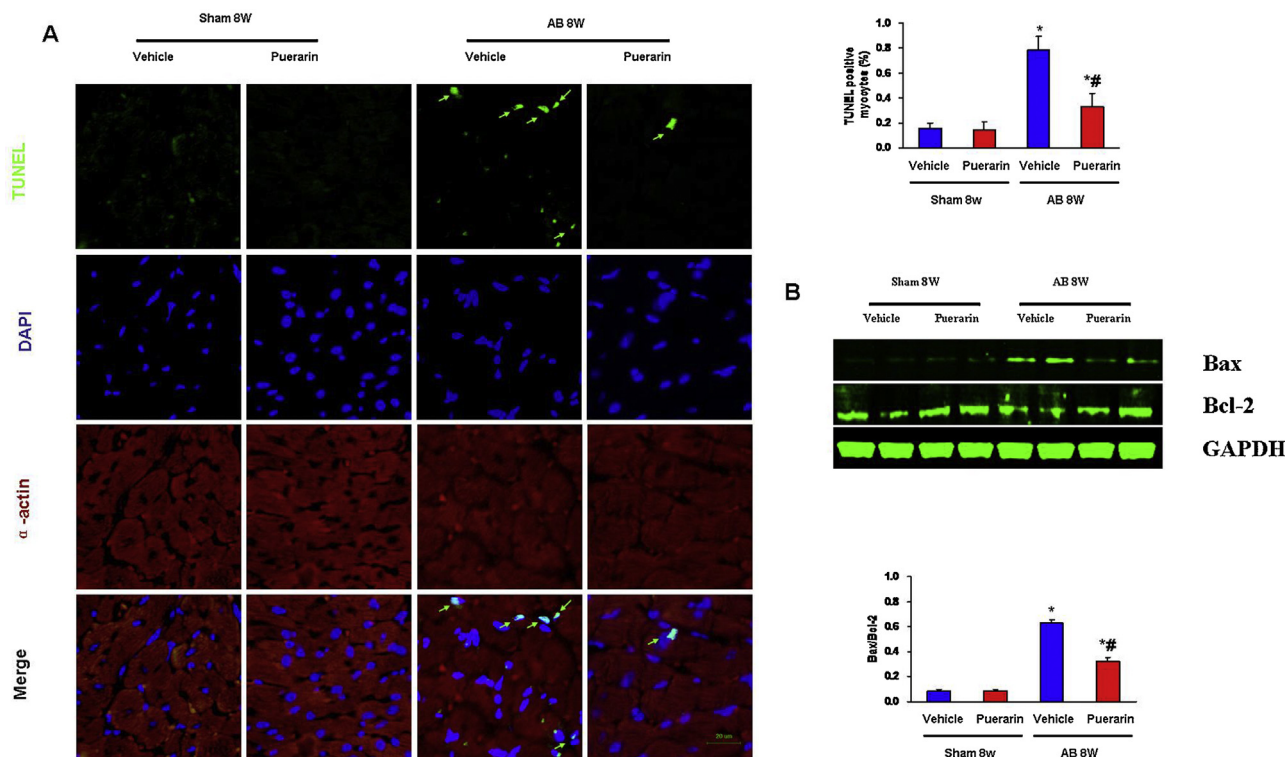 A
Sham 8W
AB 8W
Vehicle
Puerarin
Vehicle
Puerarin
TUNEL
DAPI
α -actin
Merge
20 um
TUNEL positive
myocytes (%)
1.0
0.8
0.6
0.4
0.2
0.0
*
*#
Vehicle
Puerarin
Vehicle
Puerarin
Sham 8w
AB 8W
B
Sham 8W
AB 8W
Vehicle
Puerarin
Vehicle
Puerarin
Bax
Bcl-2
GAPDH
Bax/Bcl-2
1.0
0.8
0.6
0.4
0.2
0.0
*
*#
Vehicle
Puerarin
Vehicle
Puerarin
Sham 8w
AB 8W